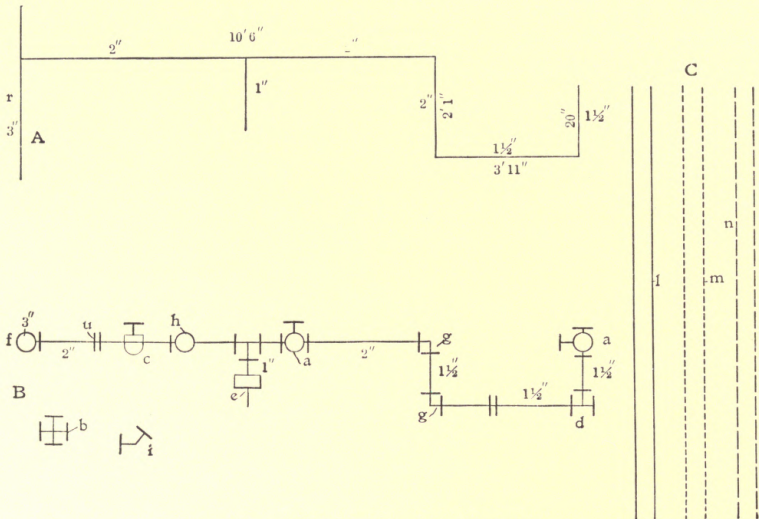 10′ 6″
2″
1″
C
r
3″
A
2″
2′ 1″
20″
1½″
1½″
3′ 11″
n
l
m
3″
f
u
h
2″
c
1″
a
2″
g
a
1½″
1½″
B
e
1½″
g
d
b
i